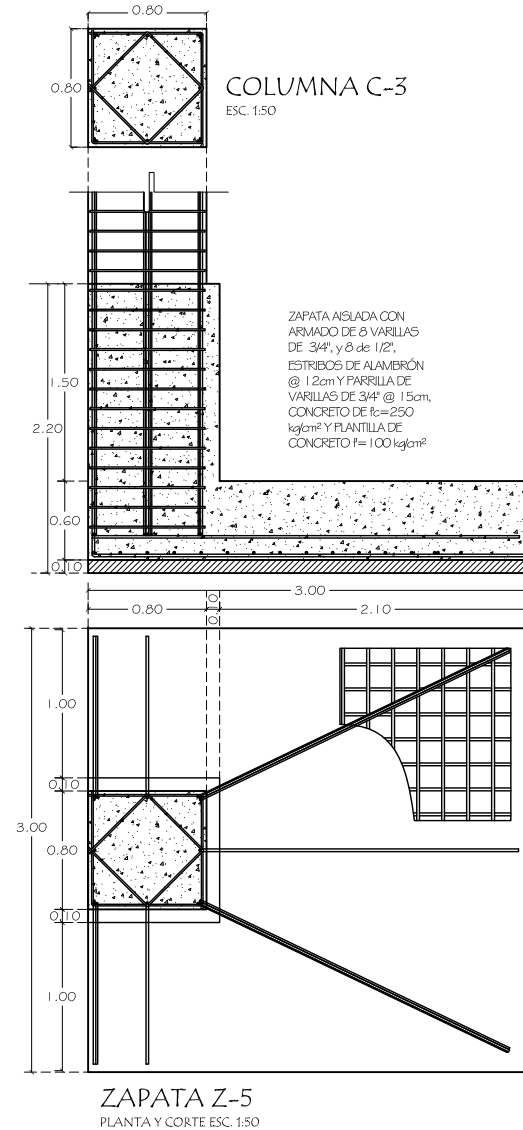 0.80
0.80
COLUMNA C-3
ESC. 1:50
ZAPATA AISLADA CON
ARMADO DE 8 VARILLAS
DE 3/4", y 8 de 1/2",
ESTRIBOS DE ALAMBRÓN
@ 12cm Y PARRILLA DE
VARILLAS DE 3/4" @ 15cm,
CONCRETO DE f'c=250
kg/cm² Y PLANTILLA DE
CONCRETO f'=100 kg/cm²
1.50
2.20
0.60
0.10
3.00
0.80
0.10
2.10
1.00
0.10
3.00
0.80
0.10
1.00
ZAPATA Z-5
PLANTA Y CORTE ESC. 1:50